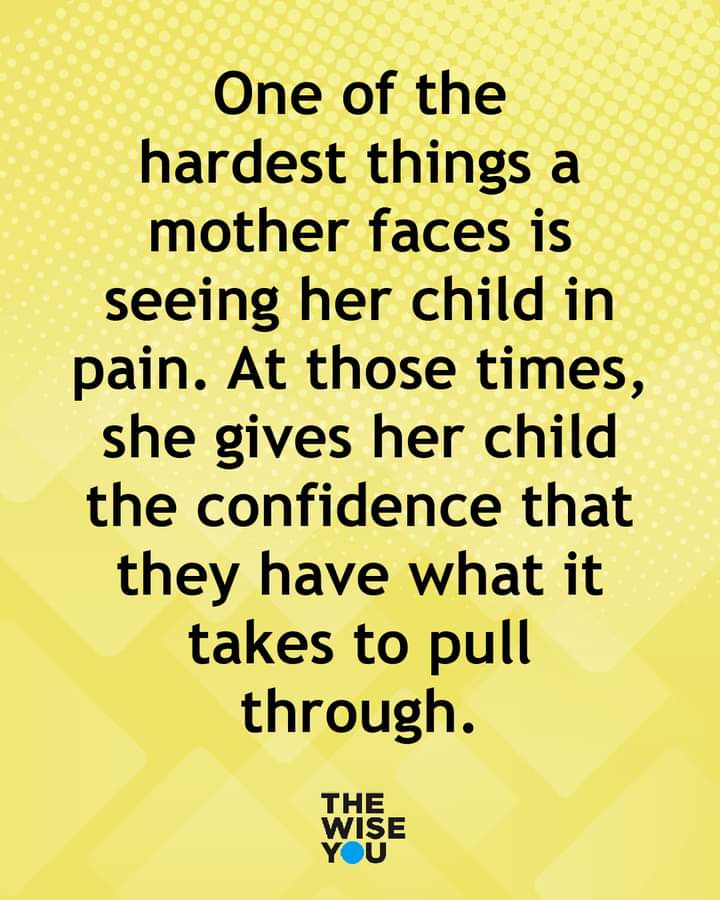 One of the
hardest things a
mother faces is
seeing her child in
pain. At those times,
she gives her child
the confidence that
they have what it
takes to pull
through.
THE
WISE
YOU